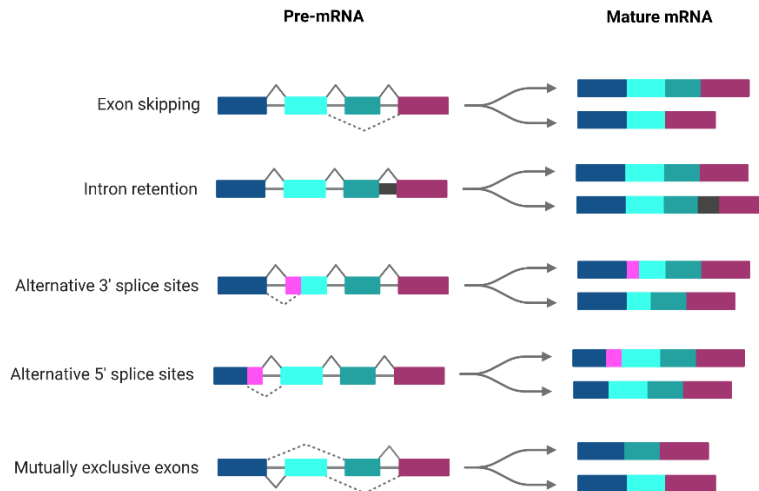 Pre-mRNA
Mature mRNA
Exon skipping
Intron retention
Alternative 3' splice sites
Alternative 5' splice sites
Mutually exclusive exons